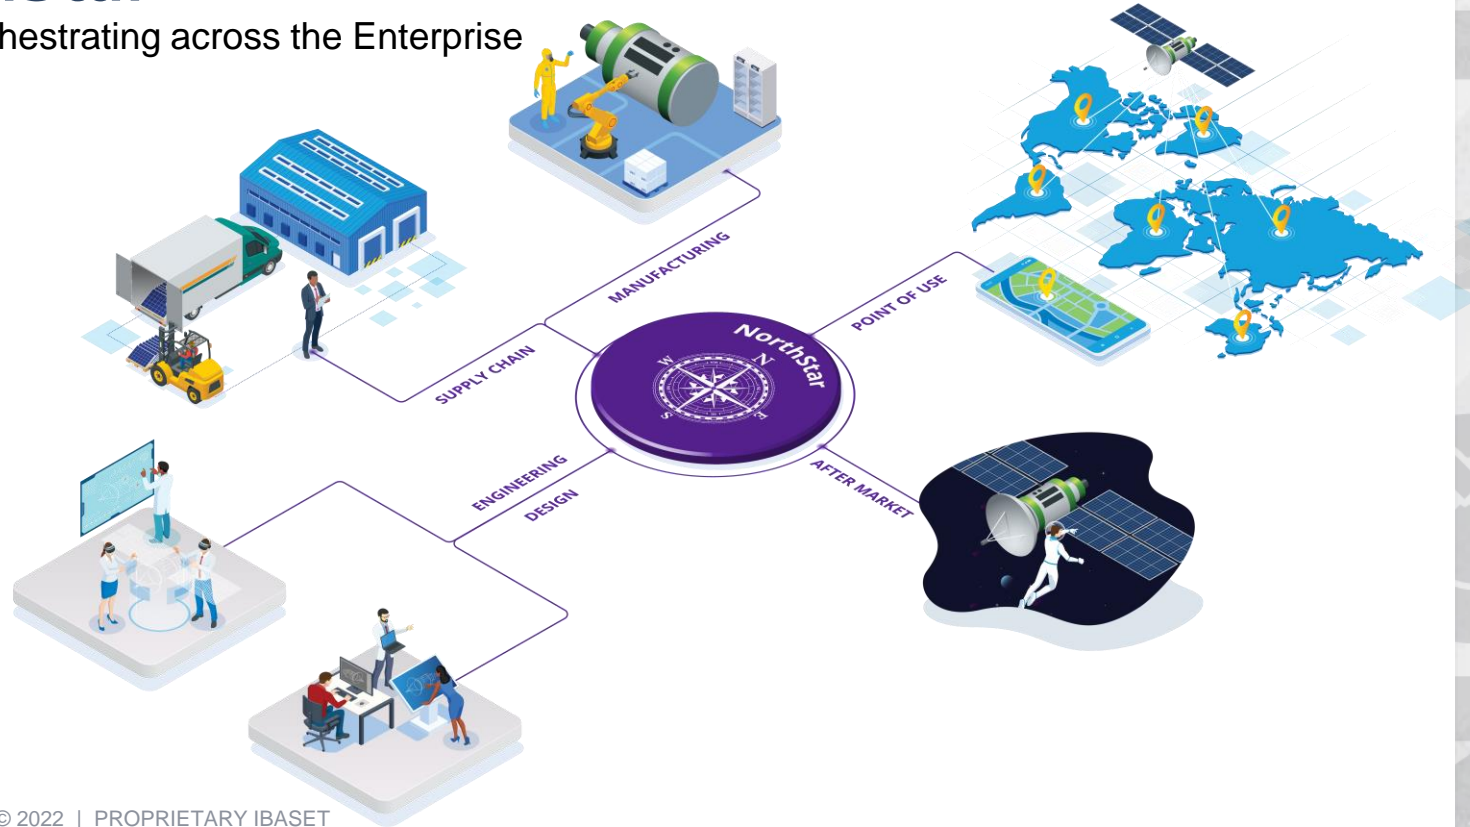 hestrating across the Enterprise
MANUFACTURING
POINT OF USE
SUPPLY CHAIN
NorthStar
W
N
S
E
ENGINEERING
DESIGN
AFTER MARKET
© 2022 | PROPRIETARY IBASET